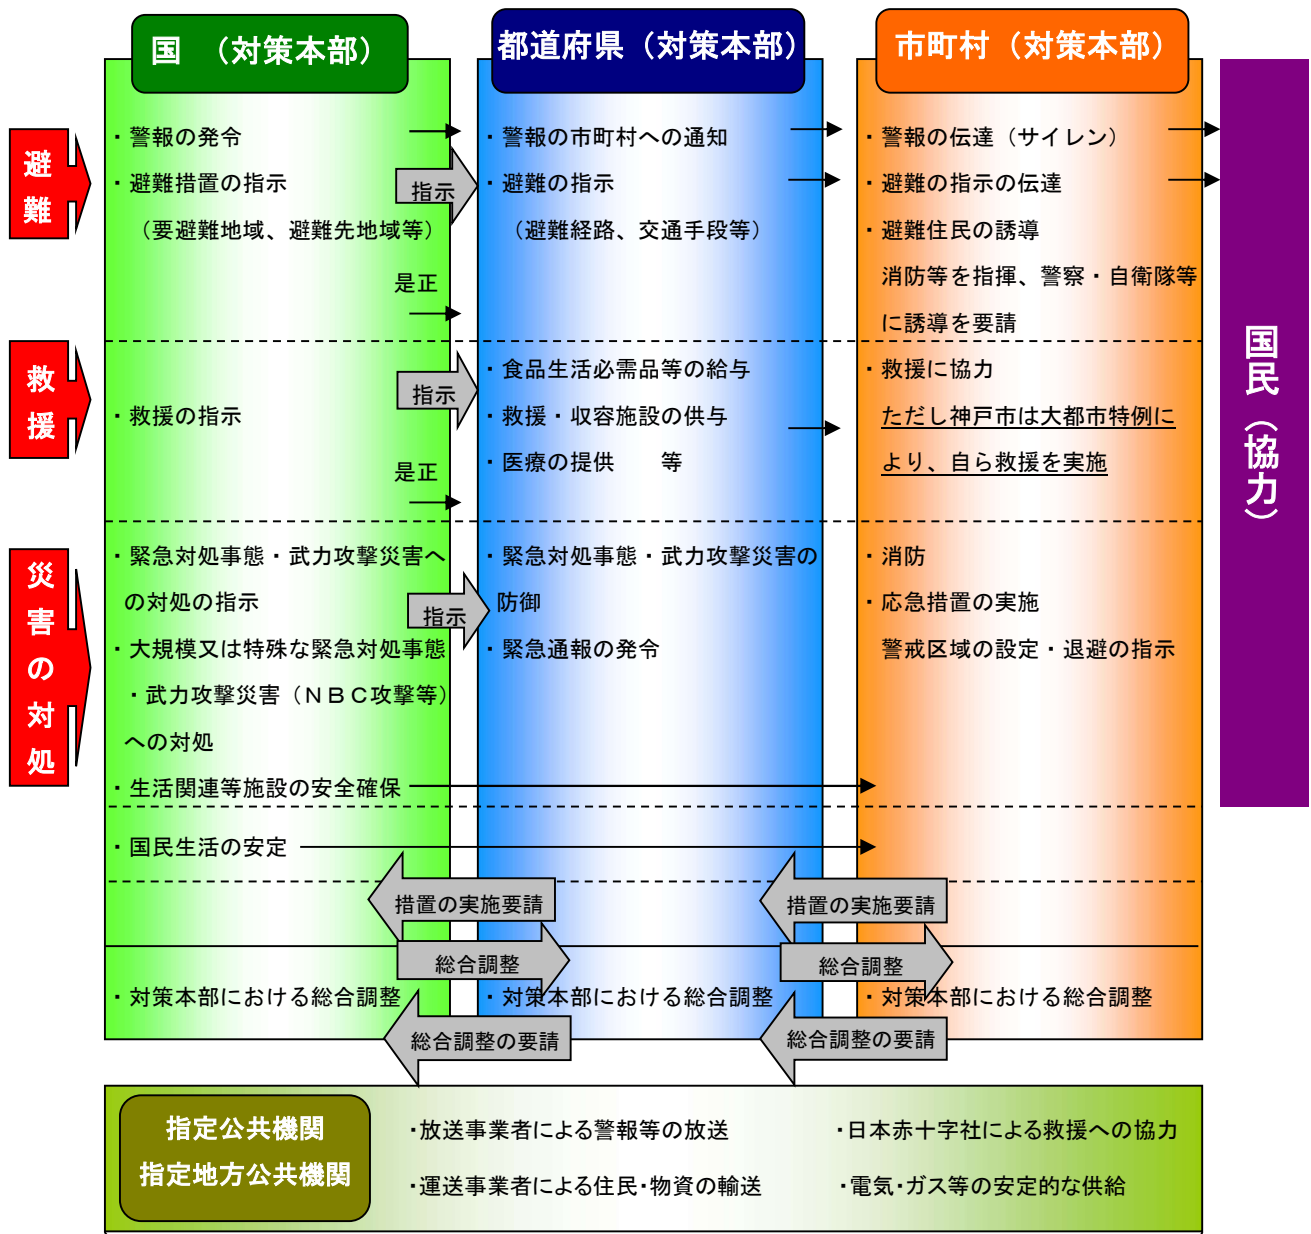 国　（対策本部）
都道府県（対策本部）
市町村（対策本部）
避難
・警報の発令
・避難措置の指示
（要避難地域、避難先地域等）
是正
指示
・警報の市町村への通知
・避難の指示
（避難経路、交通手段等）
・警報の伝達（サイレン）
・避難の指示の伝達
・避難住民の誘導
消防等を指揮、警察・自衛隊等
に誘導を要請
国民（協力）
救援
・救援の指示
是正
指示
・食品生活必需品等の給与
・救援・収容施設の供与
・医療の提供　　等
・救援に協力
ただし神戸市は大都市特例に
より、自ら救援を実施
災害の対処
・緊急対処事態・武力攻撃災害へ
の対処の指示
・大規模又は特殊な緊急対処事態
・武力攻撃災害（ＮＢＣ攻撃等）
への対処
・生活関連等施設の安全確保
指示
・緊急対処事態・武力攻撃災害の
防御
・緊急通報の発令
・消防
・応急措置の実施
警戒区域の設定・退避の指示
・国民生活の安定
措置の実施要請
措置の実施要請
総合調整
総合調整
・対策本部における総合調整
・対策本部における総合調整
・対策本部における総合調整
総合調整の要請
総合調整の要請
指定公共機関
指定地方公共機関
・放送事業者による警報等の放送
・日本赤十字社による救援への協力
・運送事業者による住民・物資の輸送
・電気・ガス等の安定的な供給